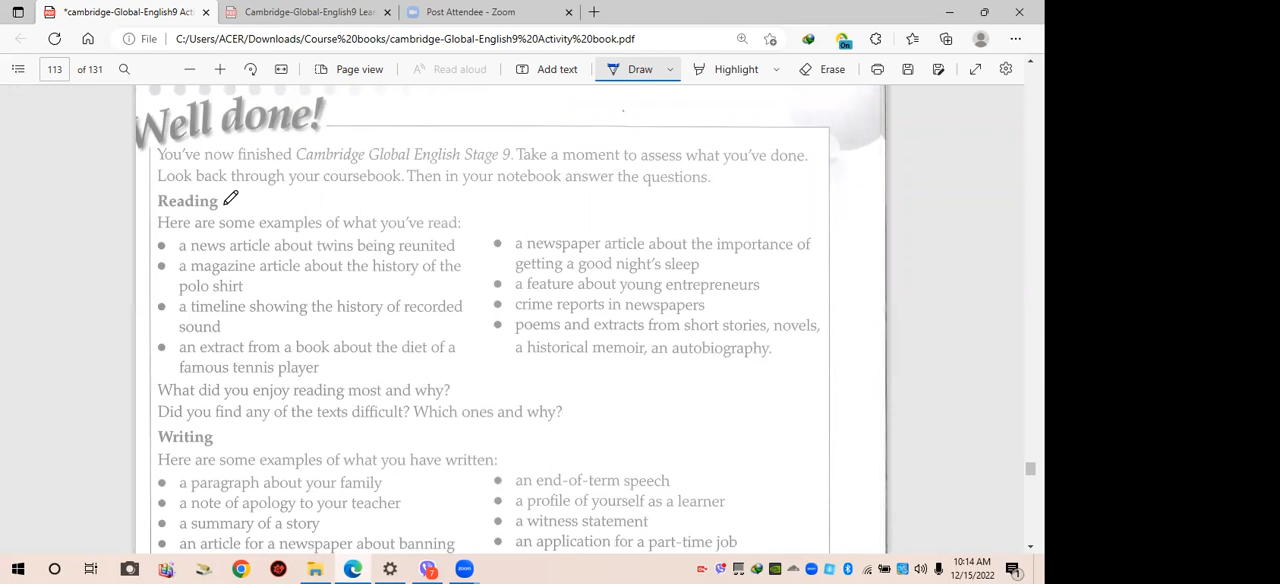 *cambridge-Global-English9 Acti
Cambridge-Global-English9 Lear
Post Attendee - Zoom
File
C:/Users/ACER/Downloads/Course%20books/cambridge-Global-English9%20Activity%20book.pdf
On
113 of 131
Page view
Read aloud
Add text
Draw
Highlight
Erase
Well done!
You've now finished Cambridge Global English Stage 9. Take a moment to assess what you've done.
Look back through your coursebook. Then in your notebook answer the questions.
Reading
Here are some examples of what you've read:
• a news article about twins being reunited
• a magazine article about the history of the
polo shirt
• a timeline showing the history of recorded
sound
• an extract from a book about the diet of a
famous tennis player
• a newspaper article about the importance of
getting a good night's sleep
• a feature about young entrepreneurs
• crime reports in newspapers
• poems and extracts from short stories, novels,
a historical memoir, an autobiography.
What did you enjoy reading most and why?
Did you find any of the texts difficult? Which ones and why?
Writing
Here are some examples of what you have written:
• a paragraph about your family
• a note of apology to your teacher
• a summary of a story
• an article for a newspaper about banning
• an end-of-term speech
• a profile of yourself as a learner
• a witness statement
• an application for a part-time job
10:14 AM
12/15/2022